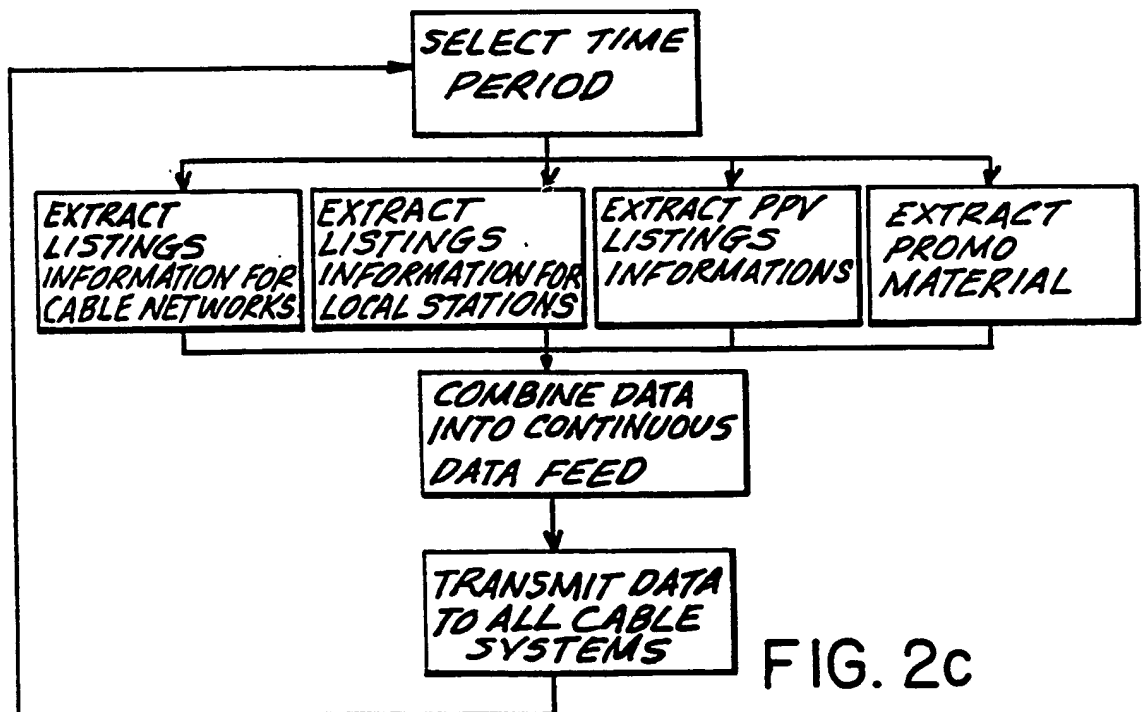 SELECT TIME
PERIOD
EXTRACT
LISTINGS
INFORMATION FOR
CABLE NETWORKS.
EXTRACT
LISTINGS
INFORMATION FOR
LOCAL STATIONS
EXTRACT PPV
LISTINGS
INFORMATIONS
EXTRACT
PROMO
MATERIAL
COMBINE DATA
INTO CONTINUOUS
DATA FEED
TRANSMIT DATA
TO ALL CABLE
SYSTEMS
FIG. 2c